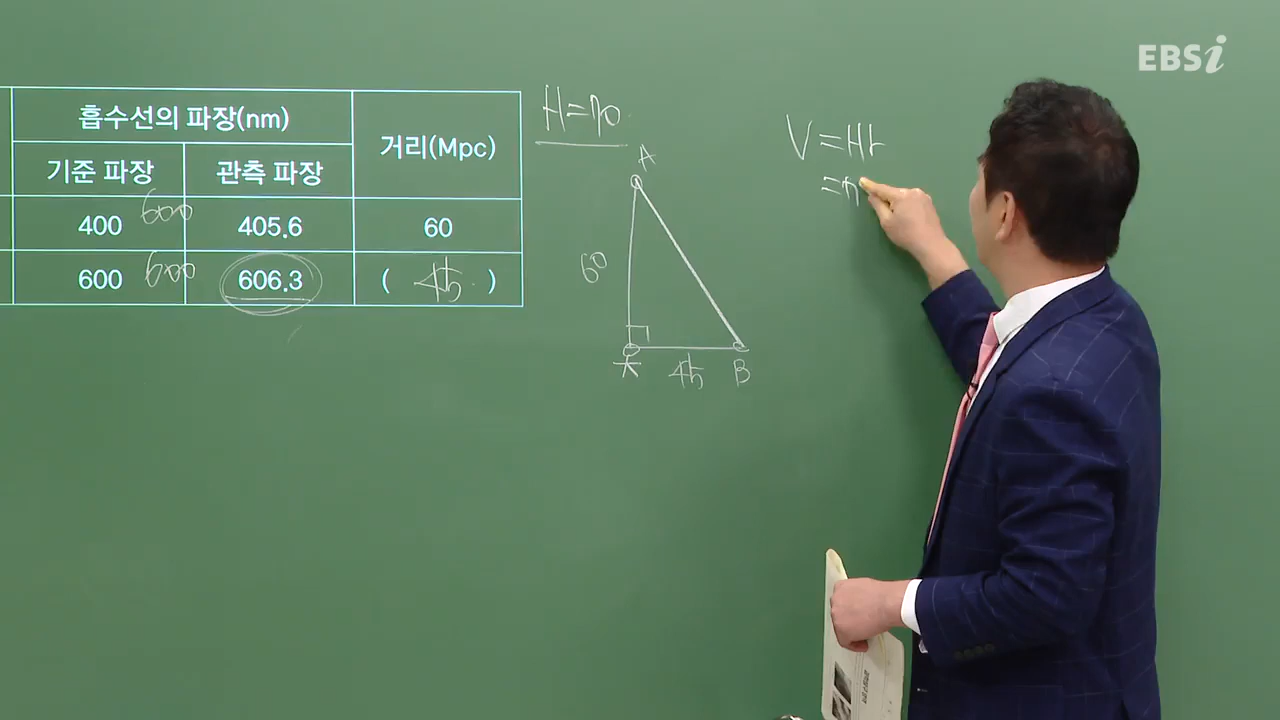 EBSi
흡수선의 파장(nm)
거리(Mpc)
기준 파장
관측 파장
400
600
405.6
60
600
600
606.3
( 45 )
H=70
A
60
45
B
V=Hr
=7